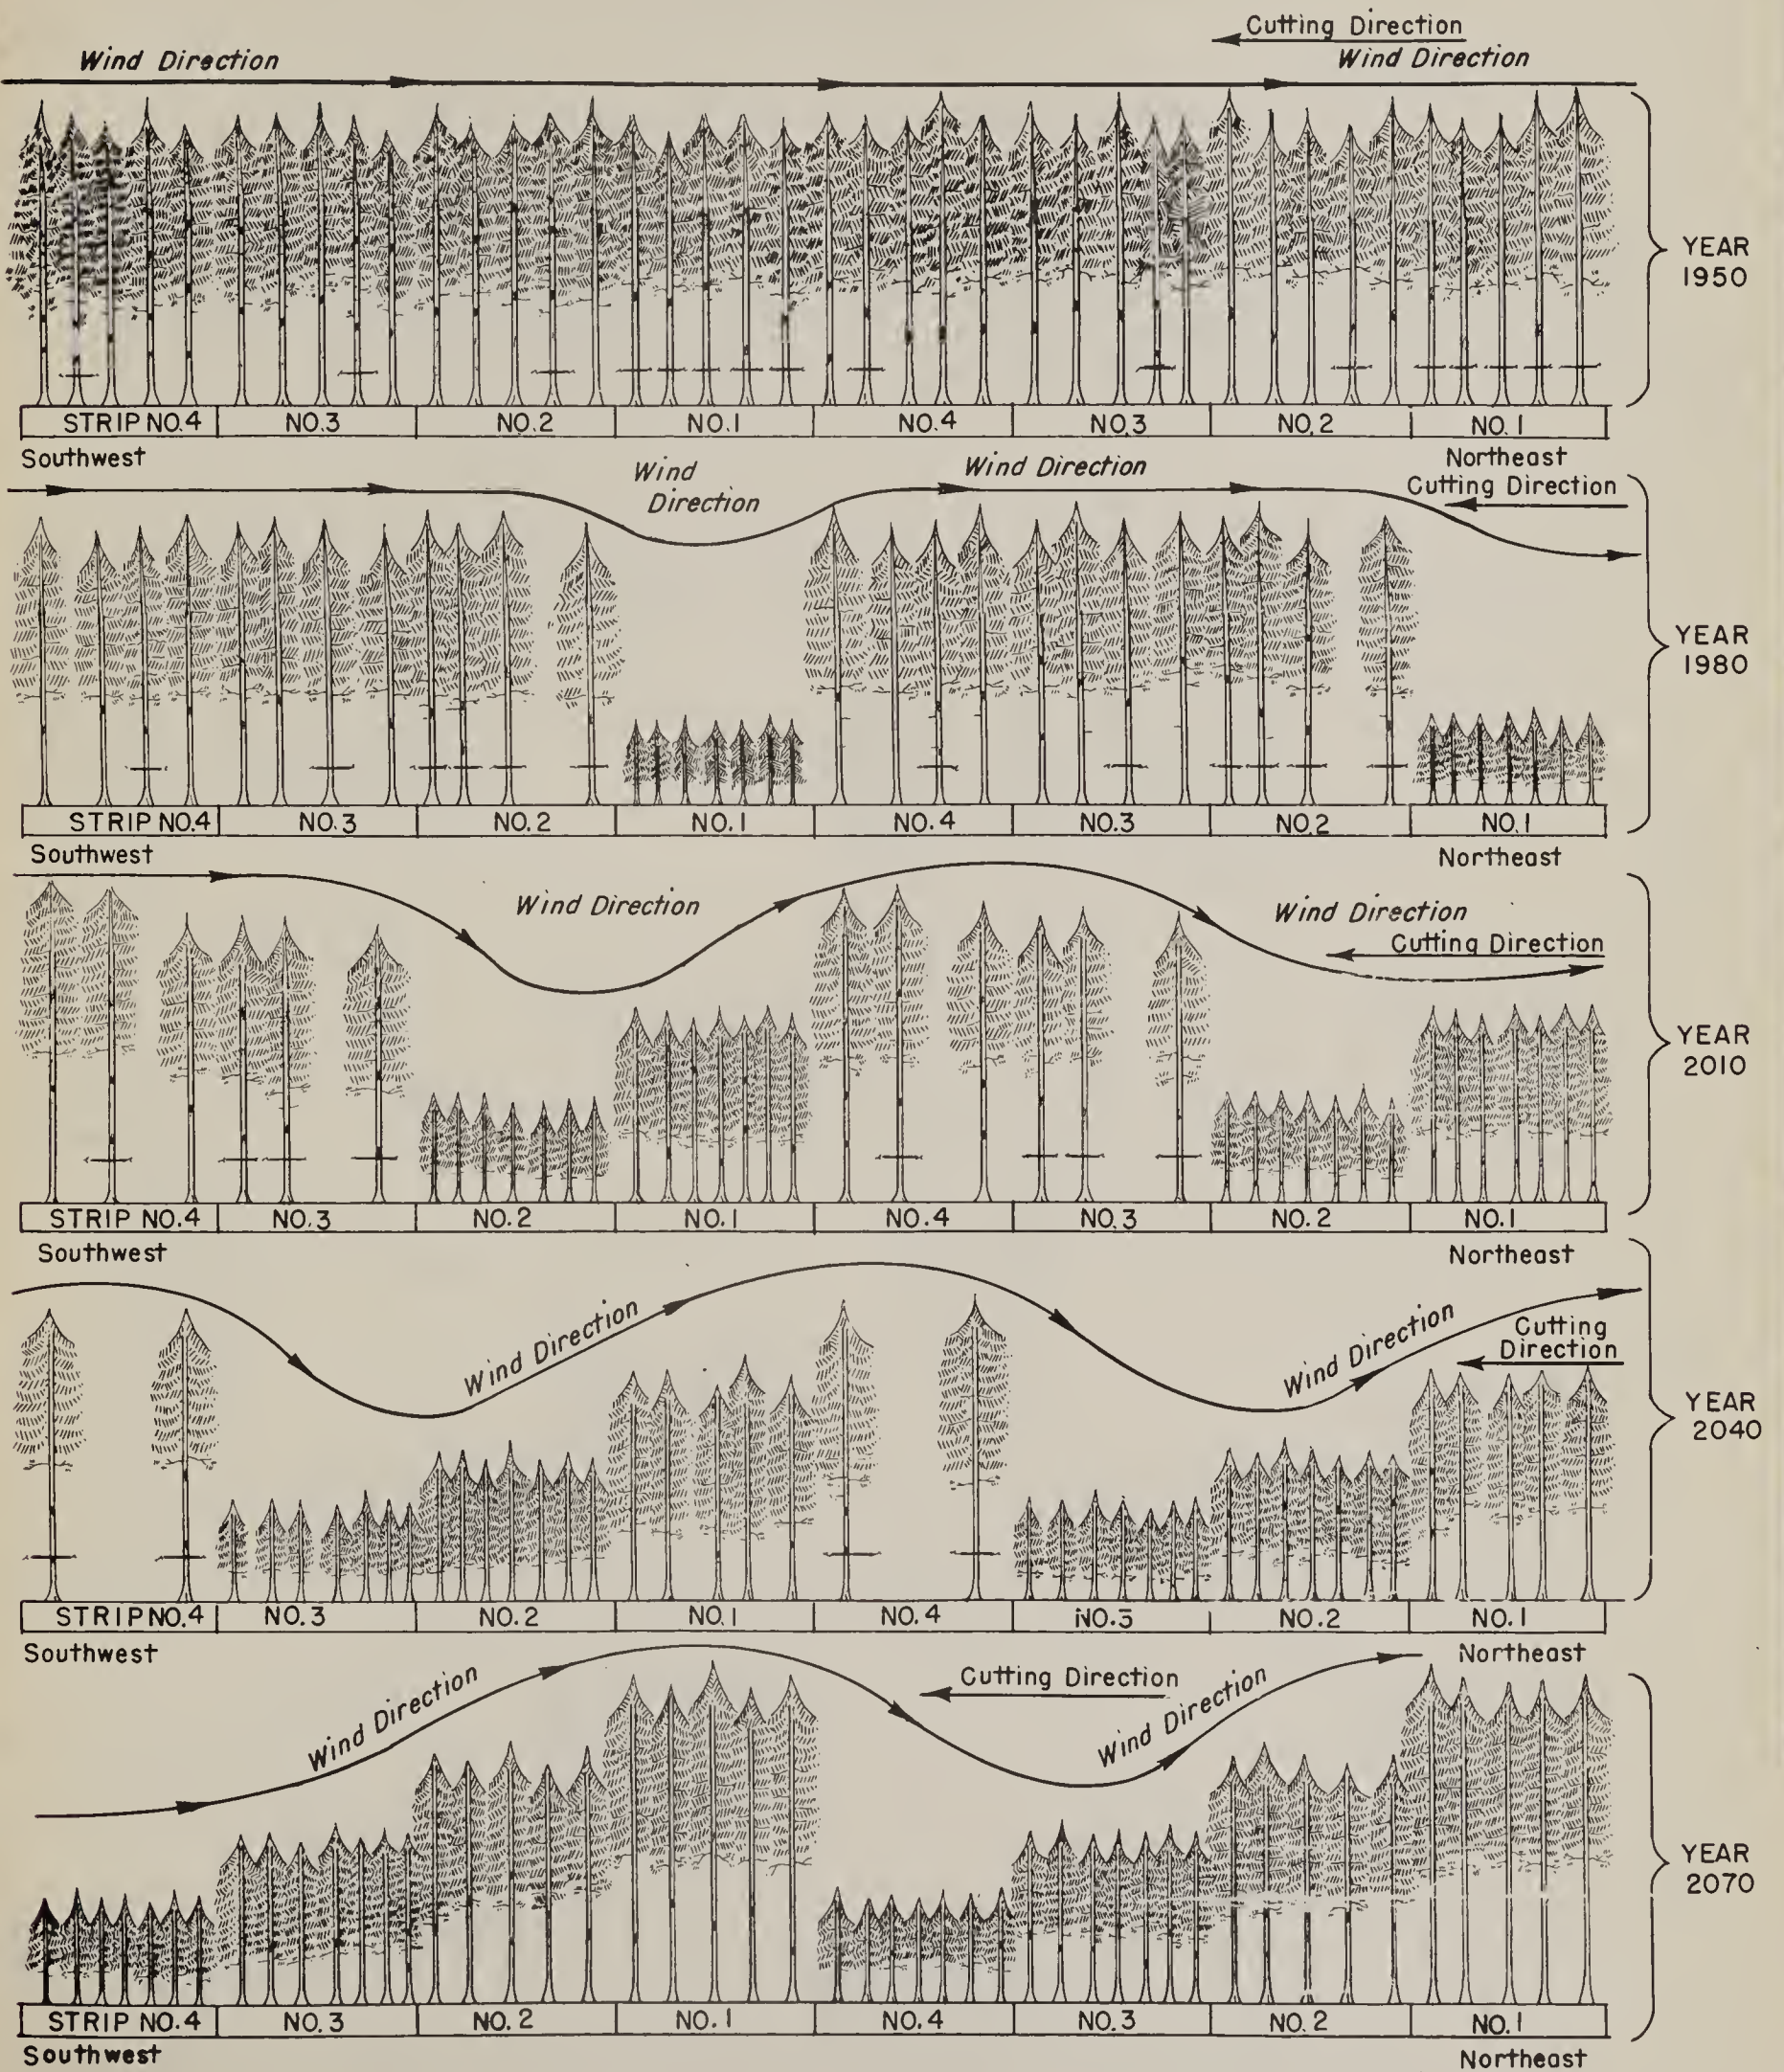 Cutting Direction
Wind Direction
Wind Direction
YEAR
1950
STRIP NO.4 NO.3 NO.2 NO.1 NO.4 NO.3 NO.2 NO.1
Southwest Northeast
Wind
Direction
Wind Direction
Cutting Direction
YEAR
1980
STRIP NO.4 NO.3 NO.2 NO.1 NO.4 NO.3 NO.2 NO.1
Southwest Northeast
Wind Direction
Wind Direction
Cutting Direction
YEAR
2010
STRIP NO.4 NO.3 NO.2 NO.1 NO.4 NO.3 NO.2 NO.1
Southwest Northeast
Wind Direction
Wind Direction
Cutting
Direction
YEAR
2040
STRIP NO.4 NO.3 NO.2 NO.1 NO.4 NO.3 NO.2 NO.1
Southwest Northeast
Wind Direction
Cutting Direction
Wind Direction
YEAR
2070
STRIP NO.4 NO.3 NO.2 NO.1 NO.4 NO.3 NO.2 NO.1
Southwest Northeast